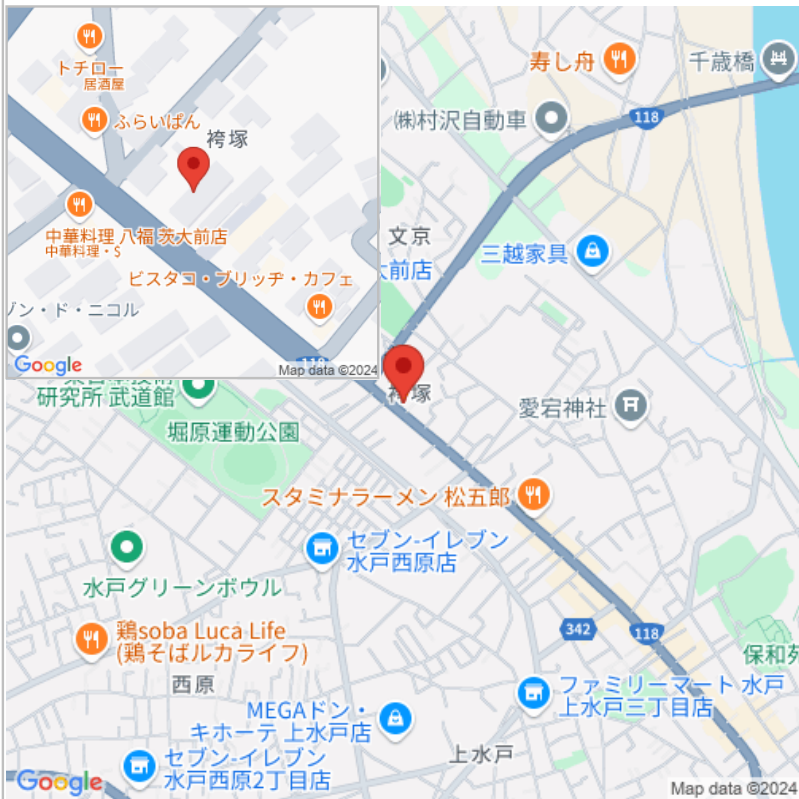 トチロー
居酒屋
ふらいぱん
袴塚
中華料理 八福 茨大前店
中華料理・S
ビスタコ・ブリッヂ・カフェ
ブン・ド・ニコル
Google
Map data ©2024
寿し舟
千歳橋
㈱村沢自動車
118
文京
大前店
三越家具
研究所 武道館
堀原運動公園
袴塚
愛宕神社
スタミナラーメン 松五郎
セブン-イレブン
水戸西原店
水戸グリーンボウル
342
118
鶏soba Luca Life
(鶏そばルカライフ)
保和苑
西原
ファミリーマート 水戸
上水戸三丁目店
MEGAドン・
キホーテ 上水戸店
上水戸
セブン-イレブン
水戸西原2丁目店
Google
Map data ©2024